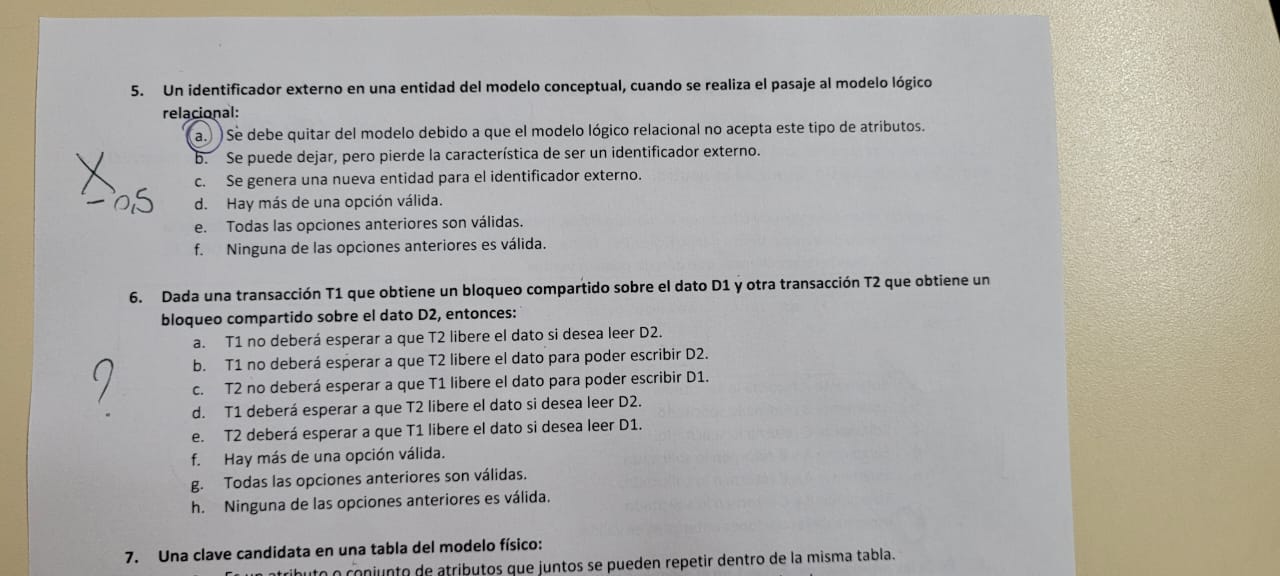 5. Un identificador externo en una entidad del modelo conceptual, cuando se realiza el pasaje al modelo lógico
relacional:
a. Se debe quitar del modelo debido a que el modelo lógico relacional no acepta este tipo de atributos.
b. Se puede dejar, pero pierde la característica de ser un identificador externo.
c. Se genera una nueva entidad para el identificador externo.
X
-0,5
d. Hay más de una opción válida.
e. Todas las opciones anteriores son válidas.
f. Ninguna de las opciones anteriores es válida.
6. Dada una transacción T1 que obtiene un bloqueo compartido sobre el dato D1 y otra transacción T2 que obtiene un
bloqueo compartido sobre el dato D2, entonces:
a. T1 no deberá esperar a que T2 libere el dato si desea leer D2.
b. T1 no deberá esperar a que T2 libere el dato para poder escribir D2.
?
c. T2 no deberá esperar a que T1 libere el dato para poder escribir D1.
d. T1 deberá esperar a que T2 libere el dato si desea leer D2.
e. T2 deberá esperar a que T1 libere el dato si desea leer D1.
f. Hay más de una opción válida.
g. Todas las opciones anteriores son válidas.
h. Ninguna de las opciones anteriores es válida.
7. Una clave candidata en una tabla del modelo físico:
atributo o conjunto de atributos que juntos se pueden repetir dentro de la misma tabla.